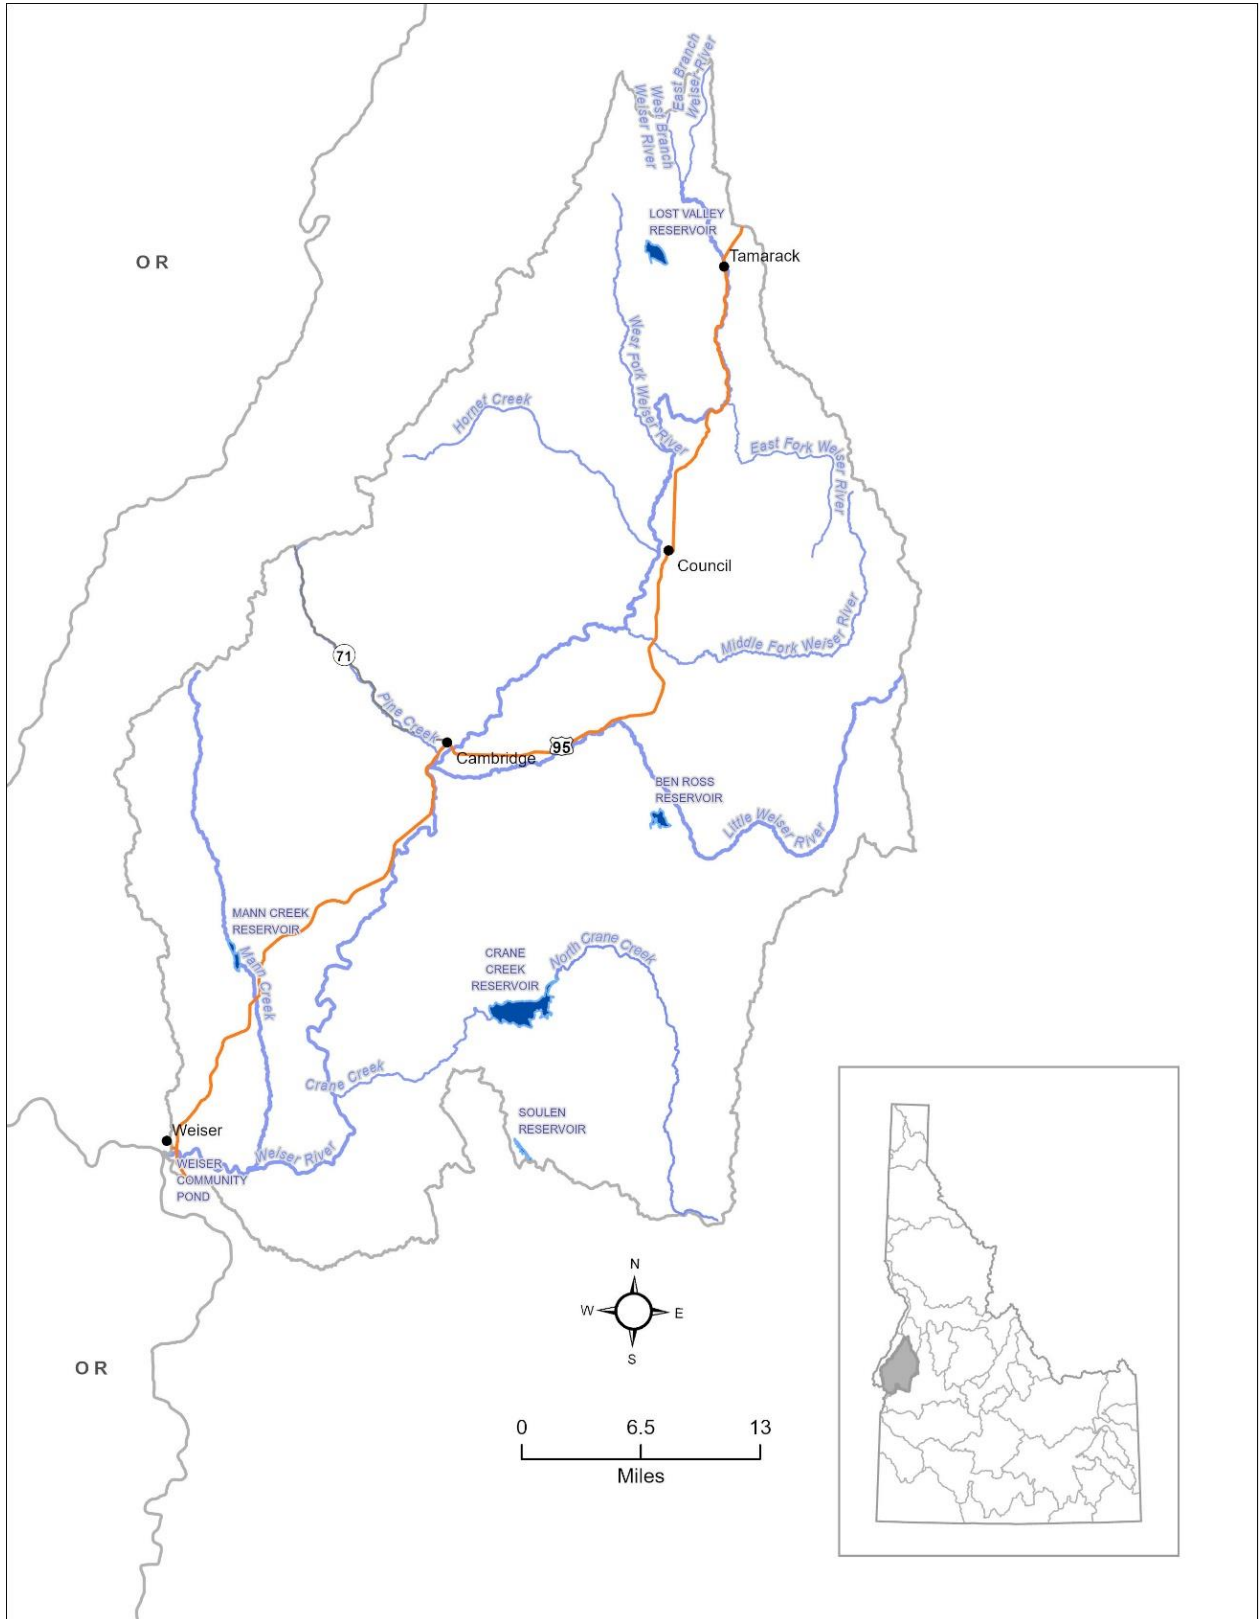 East Branch
Weiser River
West Branch
Weiser River
LOST VALLEY
RESERVOIR
OR
Tamarack
West Fork Weiser River
Hornet Creek
East Fork Weiser River
Council
Middle Fork Weiser River
71
Pine Creek
95
Cambridge
BEN ROSS
RESERVOIR
Little Weiser River
MANN CREEK
RESERVOIR
Mann Creek
North Crane Creek
CRANE
CREEK
RESERVOIR
Crane Creek
SOULEN
RESERVOIR
Weiser
Weiser River
WEISER
COMMUNITY
POND
N
W
E
S
OR
0 6.5 13
Miles